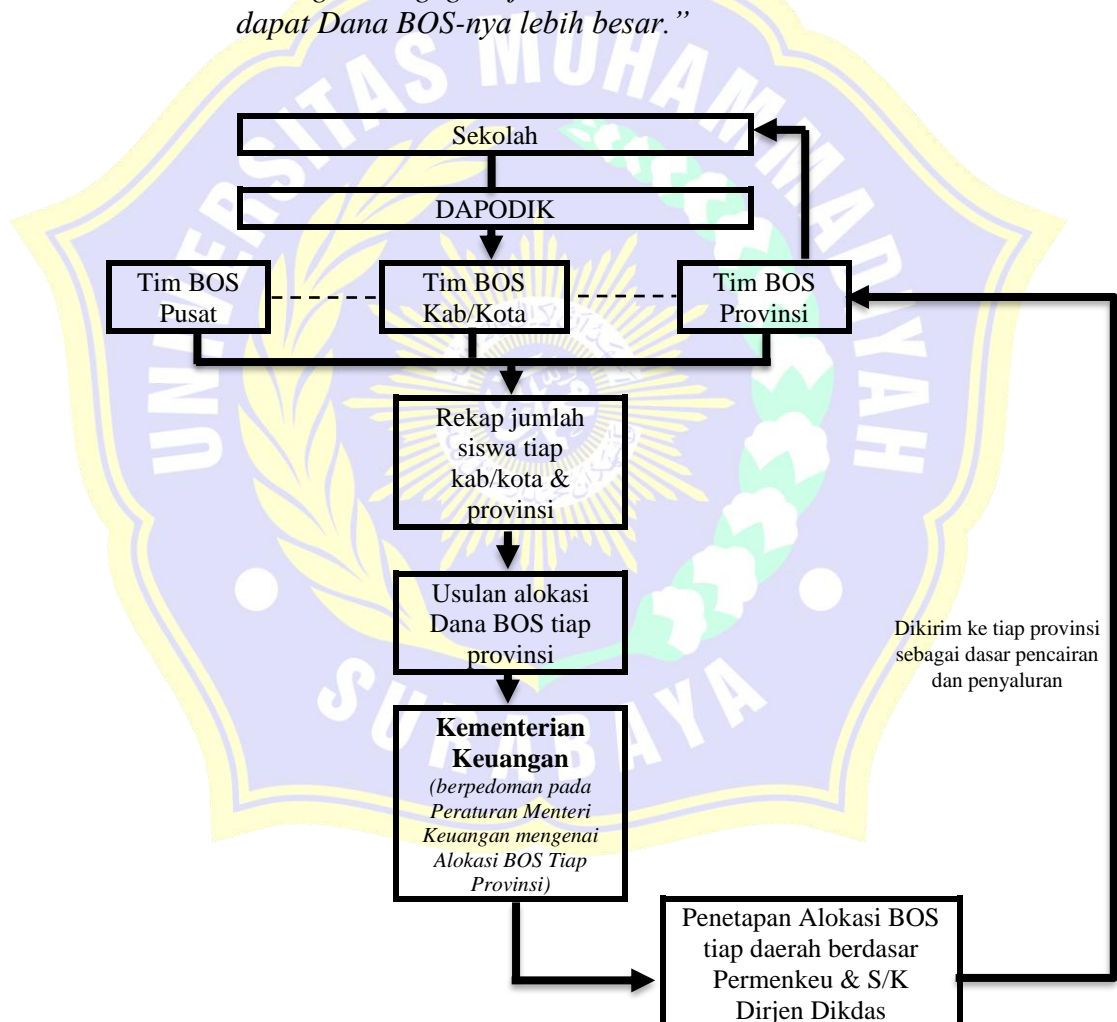 dapat Dana BOS-nya lebih besar.”
UNIVERSITAS MUHAMMADIYAH
SURABAYA
Sekolah
DAPODIK
Tim BOS
Pusat
Tim BOS
Kab/Kota
Tim BOS
Provinsi
Rekap jumlah
siswa tiap
kab/kota &
provinsi
Usulan alokasi
Dana BOS tiap
provinsi
Dikirim ke tiap provinsi
sebagai dasar pencairan
dan penyaluran
Kementerian
Keuangan
(berpedoman pada
Peraturan Menteri
Keuangan mengenai
Alokasi BOS Tiap
Provinsi)
Penetapan Alokasi BOS
tiap daerah berdasar
Permenkeu & S/K
Dirjen Dikdas